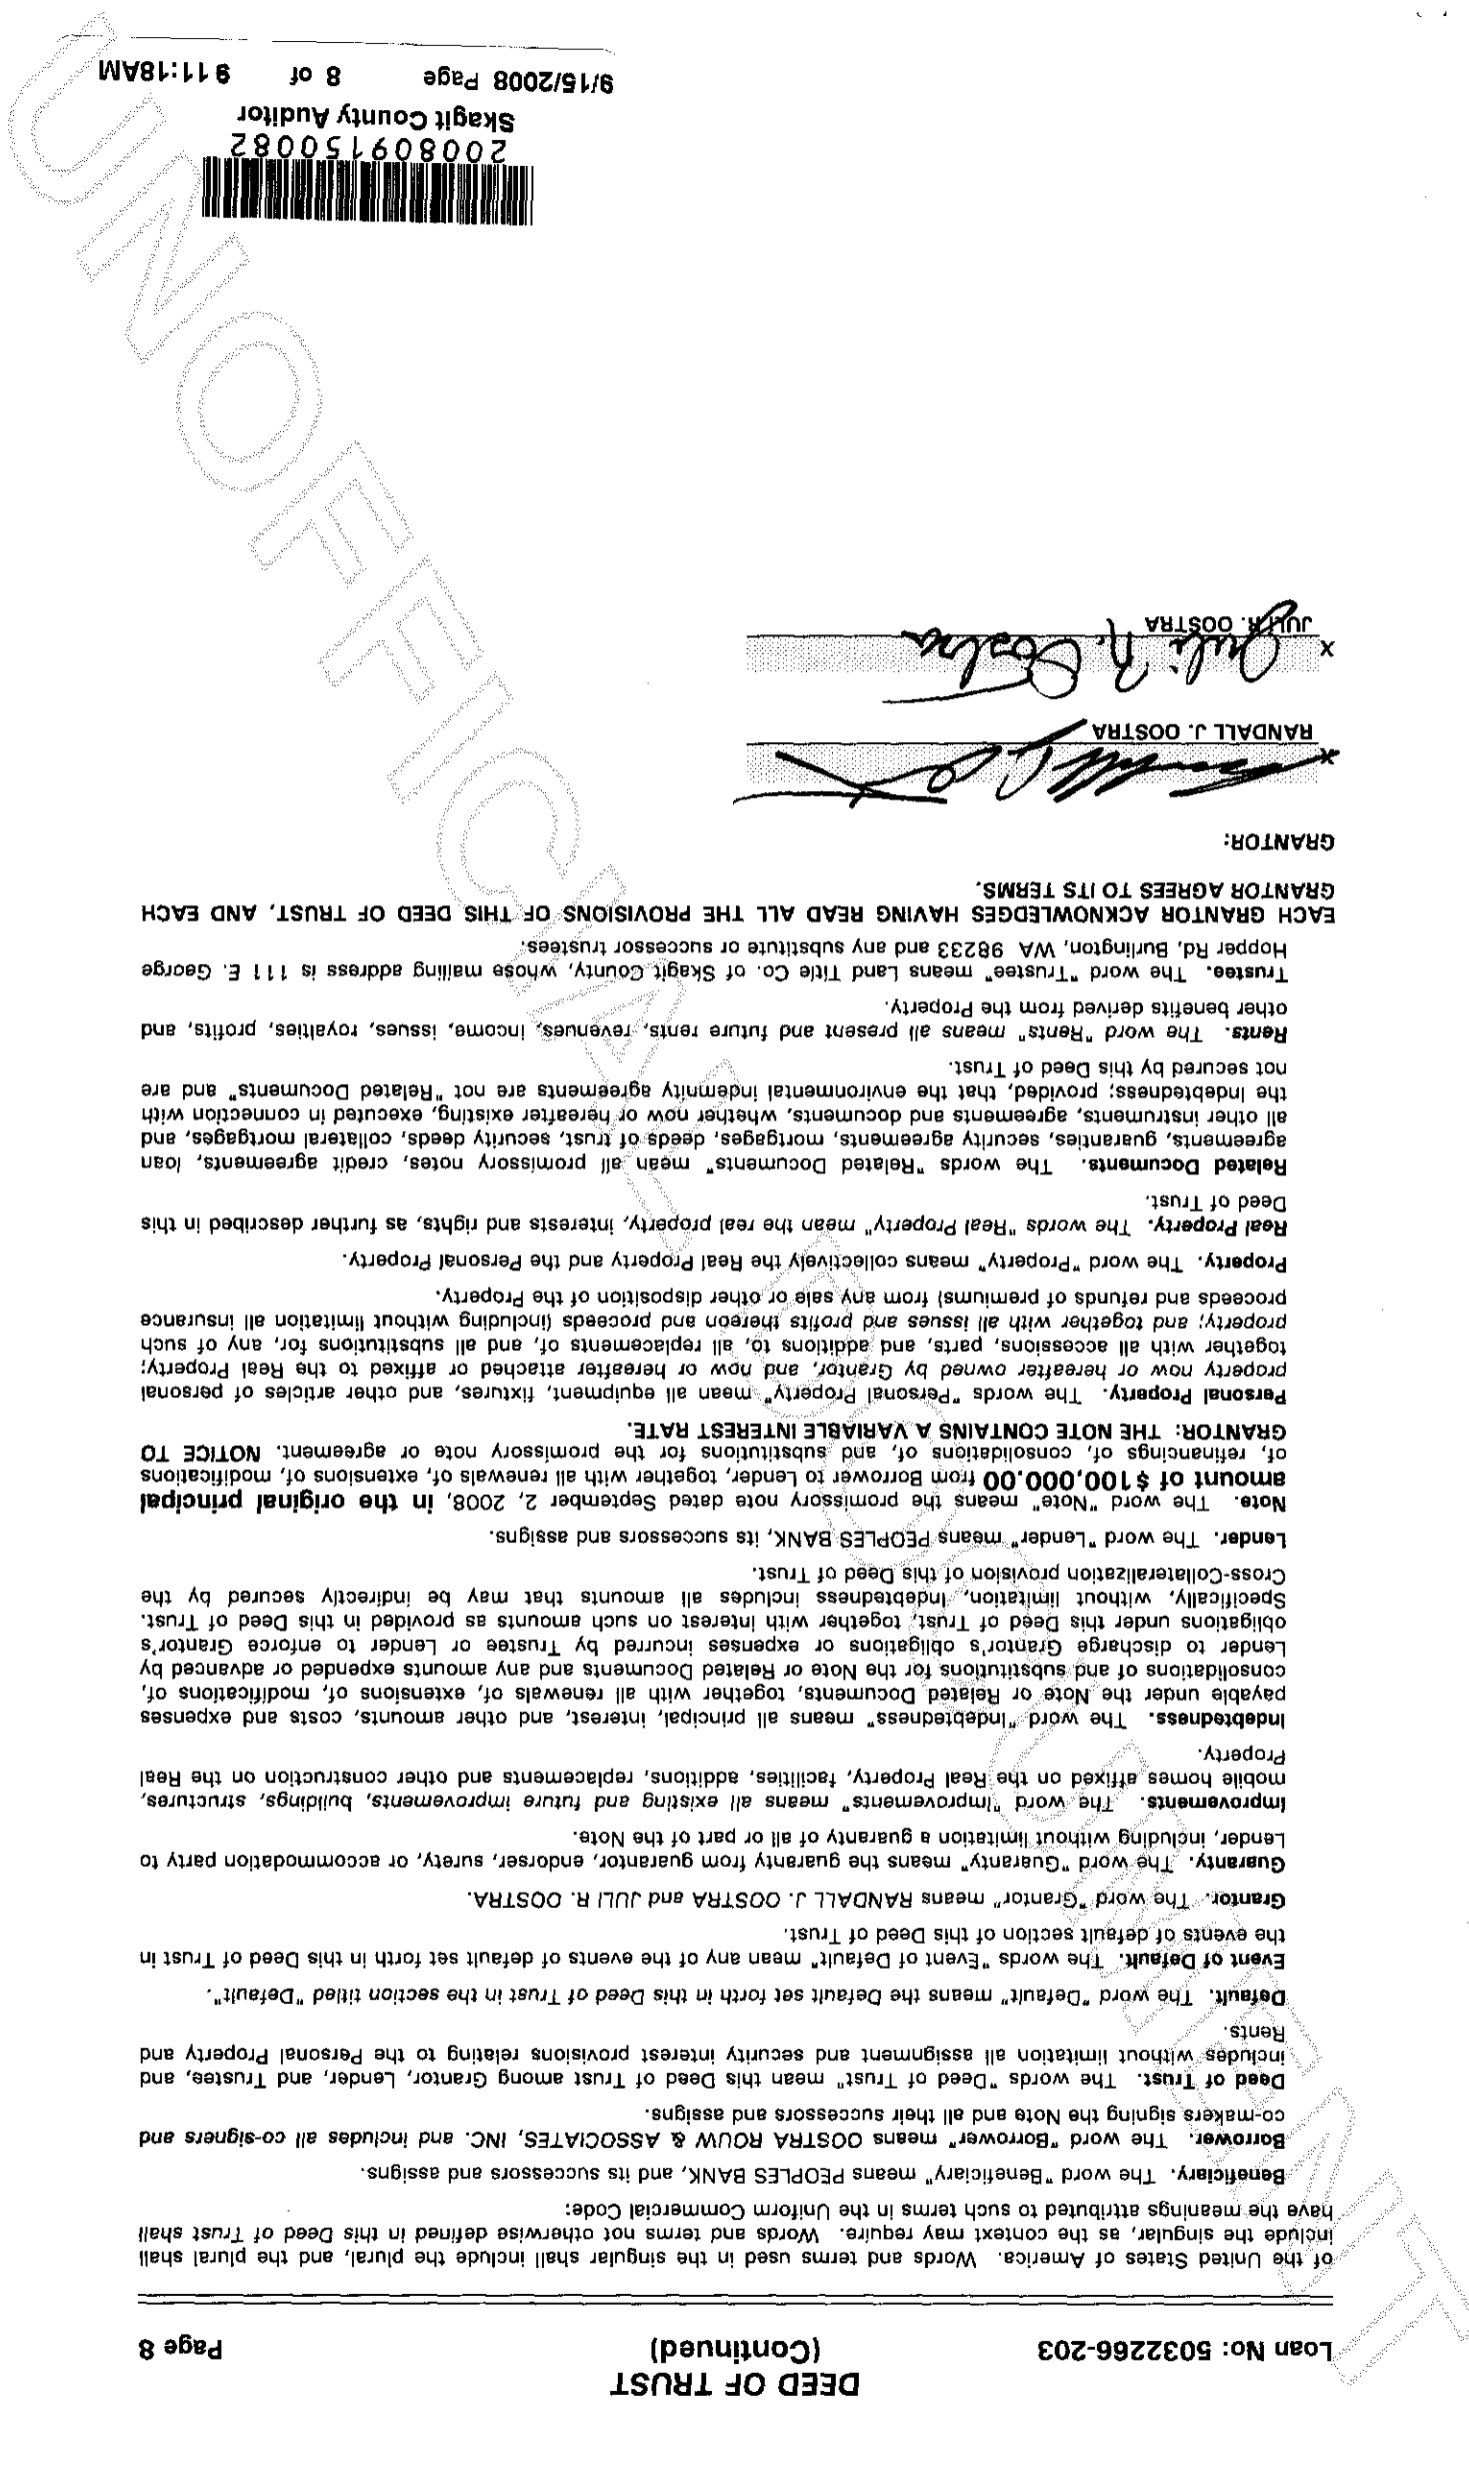 DEED OF TRUST
Loan No: 5032266-203 (Continued) Page 8
of the United States of America. Words and terms used in the singular shall include the plural, and the plural shall
include the singular, as the context may require. Words and terms not otherwise defined in this Deed of Trust shall
have the meanings attributed to such terms in the Uniform Commercial Code:
Beneficiary. The word "Beneficiary" means PEOPLES BANK, and its successors and assigns.
Borrower. The word "Borrower" means OOSTRA ROUW & ASSOCIATES, INC. and includes all co-signers and
co-makers signing the Note and all their successors and assigns.
Deed of Trust. The words "Deed of Trust" mean this Deed of Trust among Grantor, Lender, and Trustee, and
includes without limitation all assignment and security interest provisions relating to the Personal Property and
Rents.
Default. The word "Default" means the Default set forth in this Deed of Trust in the section titled "Default".
Event of Default. The words "Event of Default" mean any of the events of default set forth in this Deed of Trust in
the events of default section of this Deed of Trust.
Grantor. The word "Grantor" means RANDALL J. OOSTRA and JULI R. OOSTRA.
Guaranty. The word "Guaranty" means the guaranty from guarantor, endorser, surety, or accommodation party to
Lender, including without limitation a guaranty of all or part of the Note.
Improvements. The word "Improvements" means all existing and future improvements, buildings, structures,
mobile homes affixed on the Real Property, facilities, additions, replacements and other construction on the Real
Property.
Indebtedness. The word "Indebtedness" means all principal, interest, and other amounts, costs and expenses
payable under the Note or Related Documents, together with all renewals of, extensions of, modifications of,
consolidations of and substitutions for the Note or Related Documents and any amounts expended or advanced by
Lender to discharge Grantor's obligations or expenses incurred by Trustee or Lender to enforce Grantor's
obligations under this Deed of Trust, together with interest on such amounts as provided in this Deed of Trust.
Specifically, without limitation, Indebtedness includes all amounts that may be indirectly secured by the
Cross-Collateralization provision of this Deed of Trust.
Lender. The word "Lender" means PEOPLES BANK, its successors and assigns.
Note. The word "Note" means the promissory note dated September 2, 2008, in the original principal
amount of $100,000.00 from Borrower to Lender, together with all renewals of, extensions of, modifications
of, refinancings of, consolidations of, and substitutions for the promissory note or agreement. NOTICE TO
GRANTOR: THE NOTE CONTAINS A VARIABLE INTEREST RATE.
Personal Property. The words "Personal Property" mean all equipment, fixtures, and other articles of personal
property now or hereafter owned by Grantor, and now or hereafter attached or affixed to the Real Property;
together with all accessions, parts, and additions to, all replacements of, and all substitutions for, any of such
property; and together with all issues and profits thereon and proceeds (including without limitation all insurance
proceeds and refunds of premiums) from any sale or other disposition of the Property.
Property. The word "Property" means collectively the Real Property and the Personal Property.
Real Property. The words "Real Property" mean the real property, interests and rights, as further described in this
Deed of Trust.
Related Documents. The words "Related Documents" mean all promissory notes, credit agreements, loan
agreements, guaranties, security agreements, mortgages, deeds of trust, security deeds, collateral mortgages, and
all other instruments, agreements and documents, whether now or hereafter existing, executed in connection with
the Indebtedness; provided, that the environmental indemnity agreements are not "Related Documents" and are
not secured by this Deed of Trust.
Rents. The word "Rents" means all present and future rents, revenues, income, issues, royalties, profits, and
other benefits derived from the Property.
Trustee. The word "Trustee" means Land Title Co. of Skagit County, whose mailing address is 111 E. George
Hopper Rd, Burlington, WA 98233 and any substitute or successor trustees.
EACH GRANTOR ACKNOWLEDGES HAVING READ ALL THE PROVISIONS OF THIS DEED OF TRUST, AND EACH
GRANTOR AGREES TO ITS TERMS.
GRANTOR:
X
RANDALL J. OOSTRA
X Juli R. Oostra
JULI R. OOSTRA
200809150082
Skagit County Auditor
9/15/2008 Page 8 of 9 11:18AM
UNOFFICIAL DOCUMENT